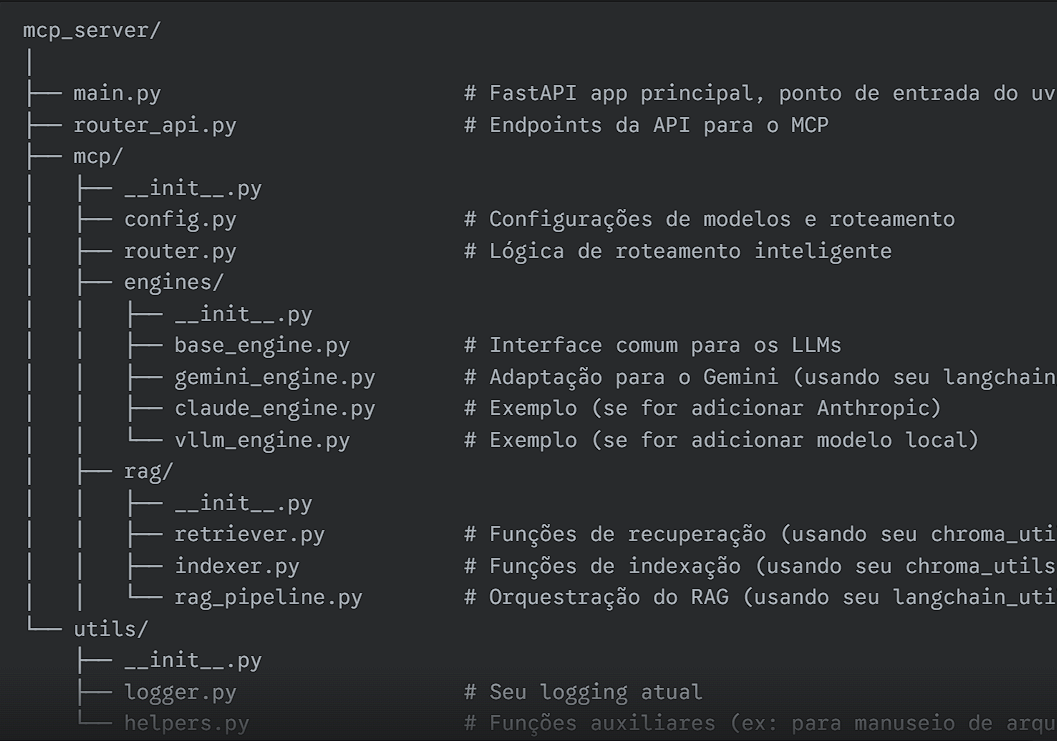 mcp_server/
│
├── main.py                        # FastAPI app principal, ponto de entrada do uv
├── router_api.py                  # Endpoints da API para o MCP
├── mcp/
│   ├── __init__.py
│   ├── config.py                  # Configurações de modelos e roteamento
│   ├── router.py                  # Lógica de roteamento inteligente
│   ├── engines/
│   │   ├── __init__.py
│   │   ├── base_engine.py         # Interface comum para os LLMs
│   │   ├── gemini_engine.py       # Adaptação para o Gemini (usando seu langchain
│   │   ├── claude_engine.py       # Exemplo (se for adicionar Anthropic)
│   │   └── vllm_engine.py         # Exemplo (se for adicionar modelo local)
│   ├── rag/
│   │   ├── __init__.py
│   │   ├── retriever.py           # Funções de recuperação (usando seu chroma_uti
│   │   ├── indexer.py             # Funções de indexação (usando seu chroma_utils
│   │   └── rag_pipeline.py        # Orquestração do RAG (usando seu langchain_uti
└── utils/
    ├── __init__.py
    ├── logger.py                  # Seu logging atual
    └── helpers.py                 # Funções auxiliares (ex: para manuseio de arqu